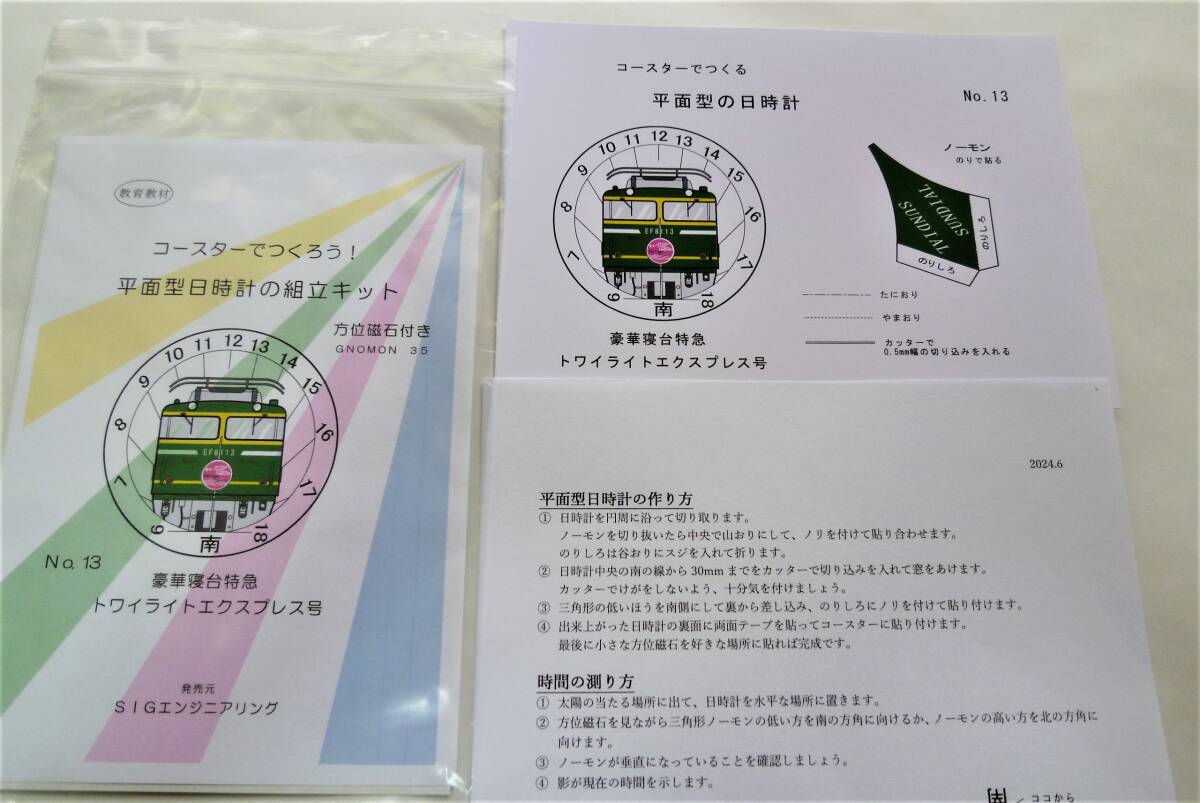 教育教材
コースターでつくろう！
平面型日時計の組立キット
方位磁石付き
GNOMON 35
6 7 8 9 10 11 12 13 14 15 16 17 18
EF8113
南
No. 13
豪華寝台特急
トワイライトエクスプレス号
発売元
SIGエンジニアリング
コースターでつくる
平面型の日時計
No. 13
6 7 8 9 10 11 12 13 14 15 16 17 18
EF8113
南
豪華寝台特急
トワイライトエクスプレス号
ノーモン
のりで貼る
SUNDIAL
SUNDIAL
のりしろ
のりしろ
たにおり
やまおり
カッターで
0.5mm幅の切り込みを入れる
2024.6
平面型日時計の作り方
① 日時計を円周に沿って切り取ります。
ノーモンを切り抜いたら中央で山おりにして、ノリを付けて貼り合わせます。
のりしろは谷おりにスジを入れて折ります。
② 日時計中央の南の線から30mmまでをカッターで切り込みを入れて窓をあけます。
カッターでけがをしないよう、十分気を付けましょう。
③ 三角形の低いほうを南側にして裏から差し込み、のりしろにノリを付けて貼り付けます。
④ 出来上がった日時計の裏面に両面テープを貼ってコースターに貼り付けます。
最後に小さな方位磁石を好きな場所に貼れば完成です。
時間の測り方
① 太陽の当たる場所に出て、日時計を水平な場所に置きます。
② 方位磁石を見ながら三角形ノーモンの低い方を南の方角に向けるか、ノーモンの高い方を北の方角に
向けます。
③ ノーモンが垂直になっていることを確認しましょう。
④ 影が現在の時間を示します。
南
ココから